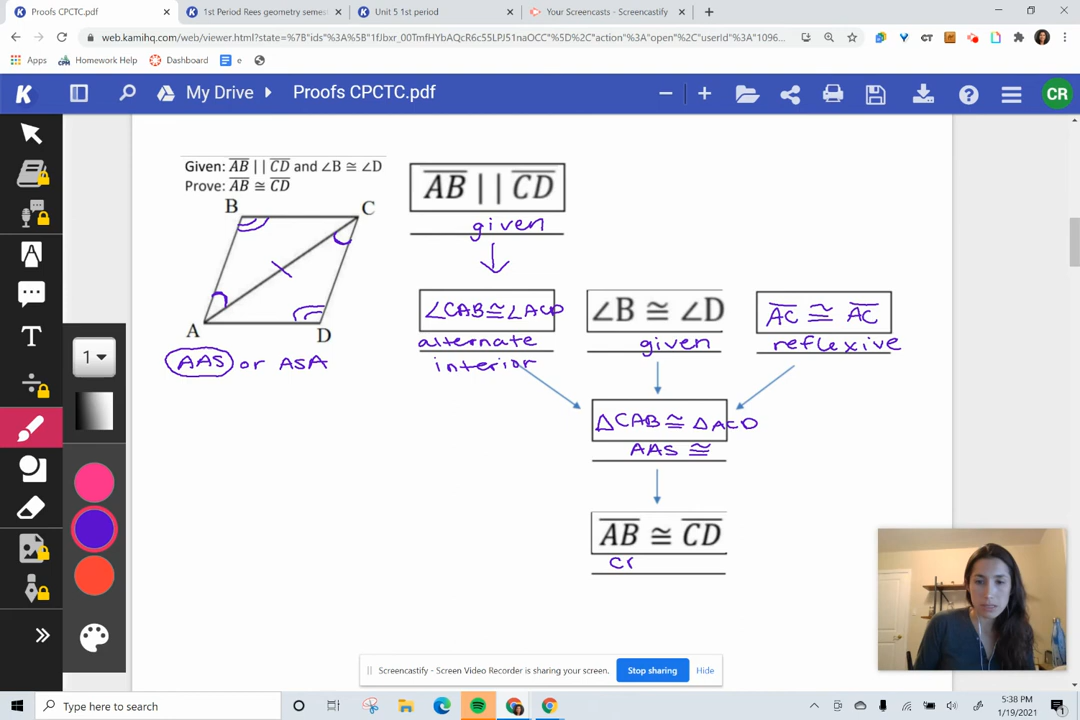 Proofs CPCTC.pdf
1st Period Rees geometry semes
Unit 5 1st period
Your Screencasts - Screencastify
web.kamihq.com/web/viewer.html?state=%7B"ids"%3A%5B"1fJbxr_00TmfHYbAQcR6c55LPJ51naOCC"%5D%2C"action"%3A"open"%2C"userId"%3A"1096...
Apps
Homework Help
Dashboard
e
My Drive
Proofs CPCTC.pdf
CR
Given: AB || CD and ∠B ≅ ∠D
Prove: AB ≅ CD
B
C
A
D
AAS or ASA
AB || CD
given
∠CAB≅∠ACD
alternate
interior
∠B ≅ ∠D
given
AC ≅ AC
reflexive
△CAB ≅ △ACD
AAS ≅
AB ≅ CD
cr
1
Screencastify - Screen Video Recorder is sharing your screen.
Stop sharing
Hide
Type here to search
5:38 PM
1/19/2021